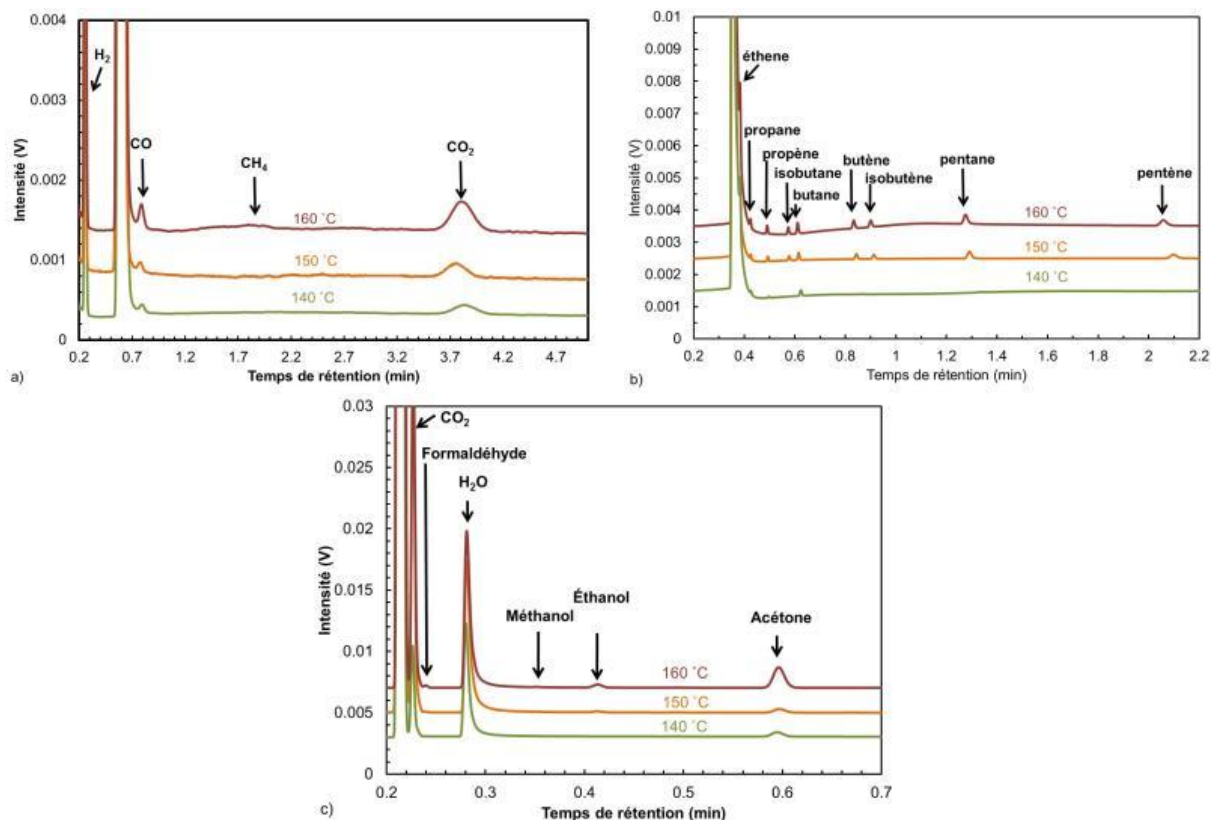 0.004
0.003
0.002
0.001
0
Intensité (V)
H₂
CO
CH₄
CO₂
160 ˚C
150 ˚C
140 ˚C
0.2 0.7 1.2 1.7 2.2 2.7 3.2 3.7 4.2 4.7
Temps de rétention (min)
a)
0.01
0.009
0.008
0.007
0.006
0.005
0.004
0.003
0.002
0.001
0
Intensité (V)
éthene
propane
propène
isobutane
butane
butène
isobutène
pentane
pentène
160 ˚C
150 ˚C
140 ˚C
0.2 0.4 0.6 0.8 1 1.2 1.4 1.6 1.8 2 2.2
Temps de rétention (min)
b)
0.03
0.025
0.02
0.015
0.01
0.005
0
Intensité (V)
CO₂
Formaldéhyde
H₂O
Méthanol
Éthanol
Acétone
160 ˚C
150 ˚C
140 ˚C
0.2 0.3 0.4 0.5 0.6 0.7
Temps de rétention (min)
c)